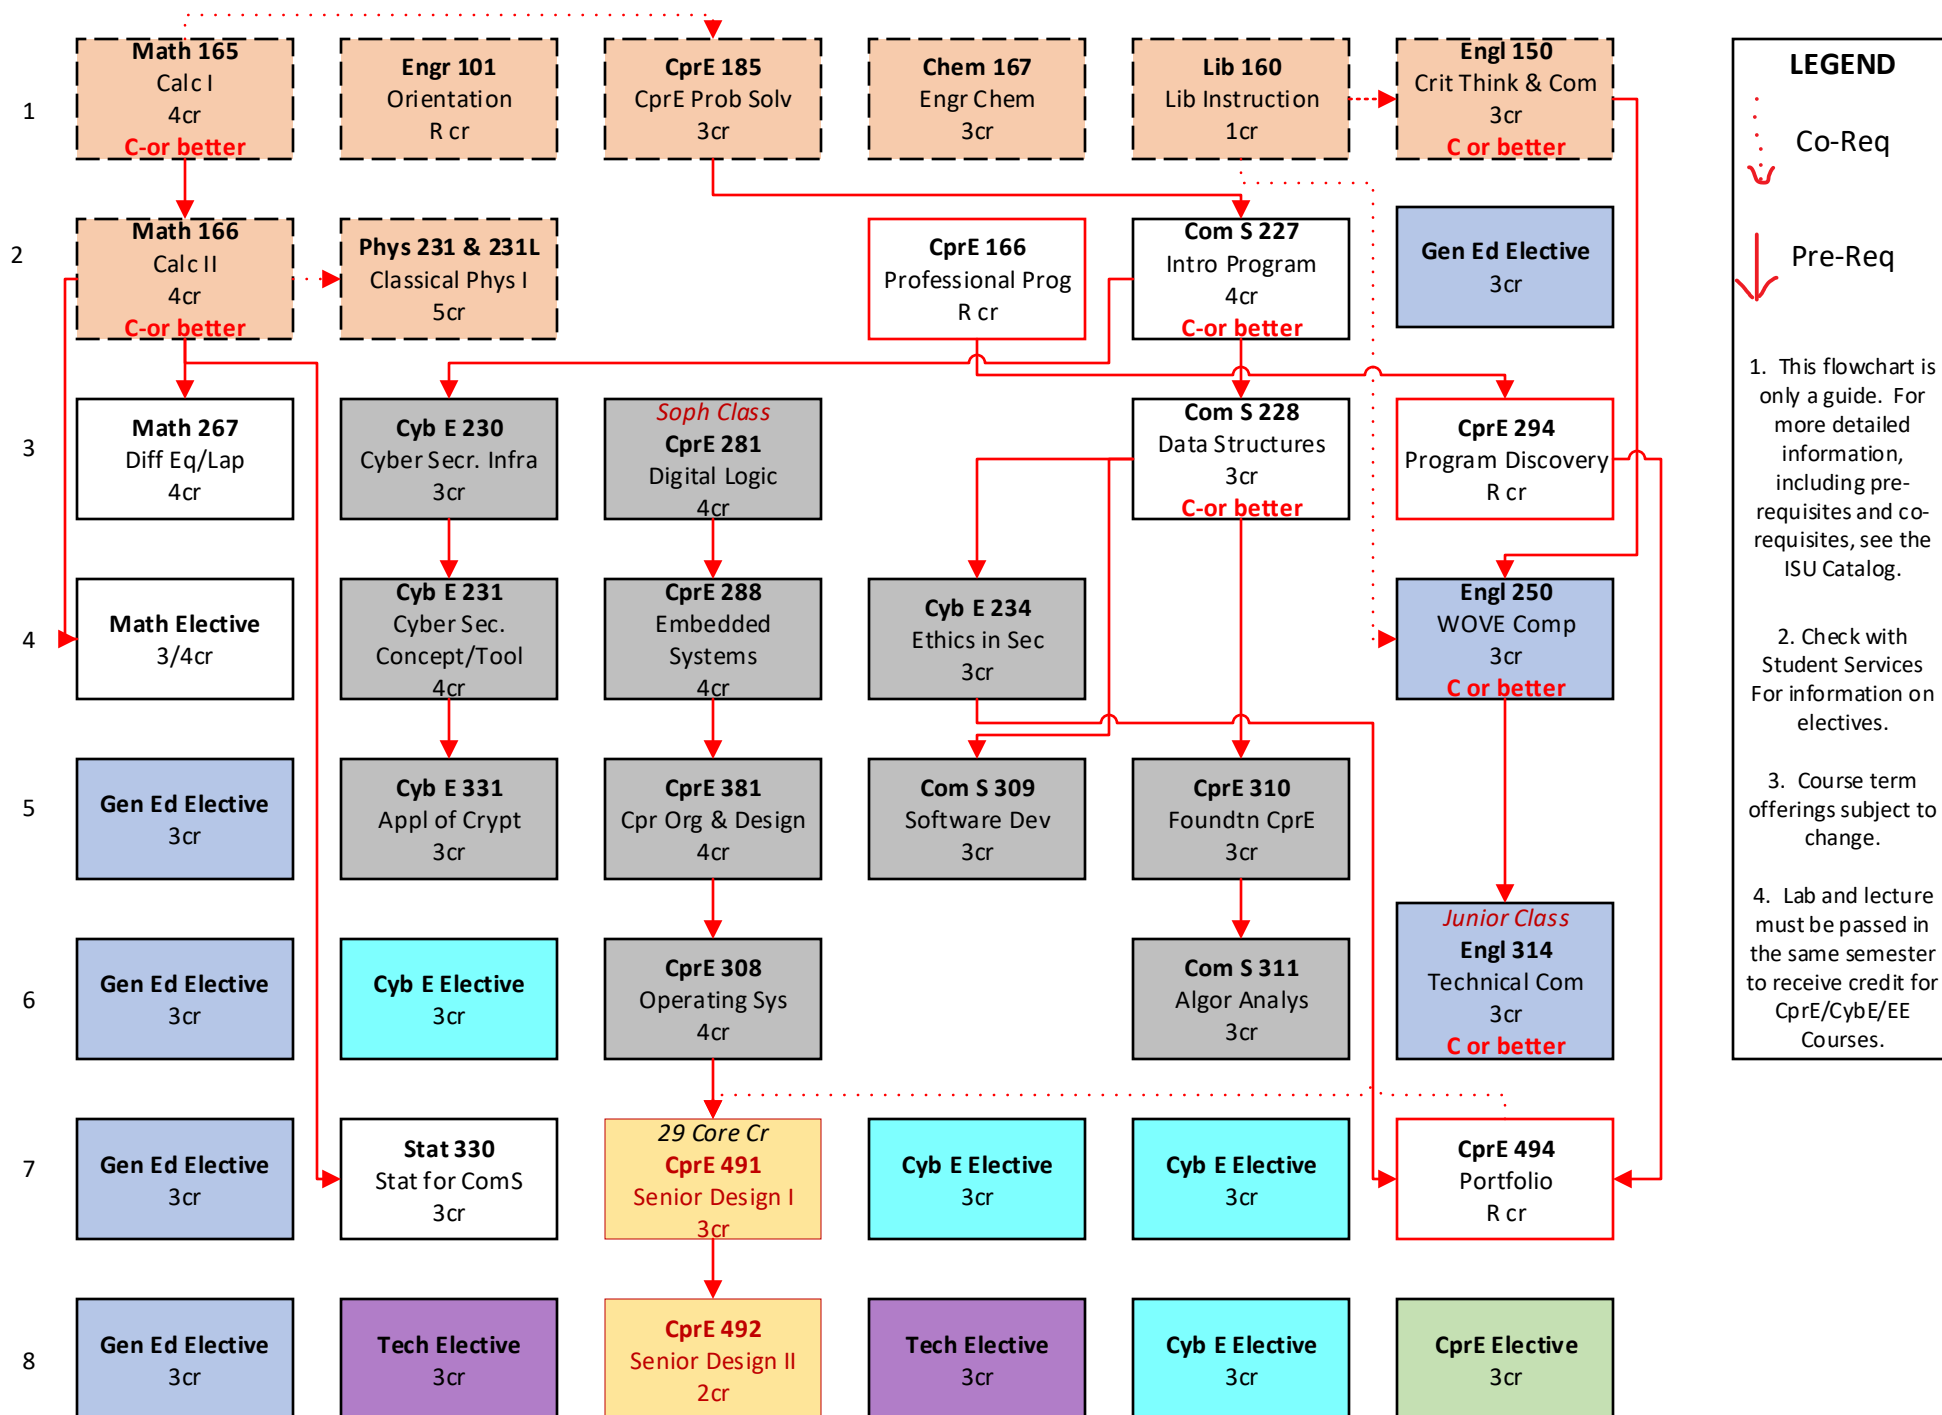 1
Math 165
Calc I
4cr
C-or better
Engr 101
Orientation
R cr
CprE 185
CprE Prob Solv
3cr
Chem 167
Engr Chem
3cr
Lib 160
Lib Instruction
1cr
Engl 150
Crit Think & Com
3cr
C or better
2
Math 166
Calc II
4cr
C-or better
Phys 231 & 231L
Classical Phys I
5cr
CprE 166
Professional Prog
R cr
Com S 227
Intro Program
4cr
C-or better
Gen Ed Elective
3cr
3
Math 267
Diff Eq/Lap
4cr
Cyb E 230
Cyber Secr. Infra
3cr
Soph Class
CprE 281
Digital Logic
4cr
Com S 228
Data Structures
3cr
C-or better
CprE 294
Program Discovery
R cr
4
Math Elective
3/4cr
Cyb E 231
Cyber Sec.
Concept/Tool
4cr
CprE 288
Embedded
Systems
4cr
Cyb E 234
Ethics in Sec
3cr
Engl 250
WOVE Comp
3cr
C or better
5
Gen Ed Elective
3cr
Cyb E 331
Appl of Crypt
3cr
CprE 381
Cpr Org & Design
4cr
Com S 309
Software Dev
3cr
CprE 310
Foundtn CprE
3cr
6
Gen Ed Elective
3cr
Cyb E Elective
3cr
CprE 308
Operating Sys
4cr
Com S 311
Algor Analys
3cr
Junior Class
Engl 314
Technical Com
3cr
C or better
7
Gen Ed Elective
3cr
Stat 330
Stat for ComS
3cr
29 Core Cr
CprE 491
Senior Design I
3cr
Cyb E Elective
3cr
Cyb E Elective
3cr
CprE 494
Portfolio
R cr
8
Gen Ed Elective
3cr
Tech Elective
3cr
CprE 492
Senior Design II
2cr
Tech Elective
3cr
Cyb E Elective
3cr
CprE Elective
3cr
LEGEND
Co-Req
Pre-Req
1. This flowchart is
only a guide. For
more detailed
information,
including pre-
requisites and co-
requisites, see the
ISU Catalog.
2. Check with
Student Services
For information on
electives.
3. Course term
offerings subject to
change.
4. Lab and lecture
must be passed in
the same semester
to receive credit for
CprE/CybE/EE
Courses.